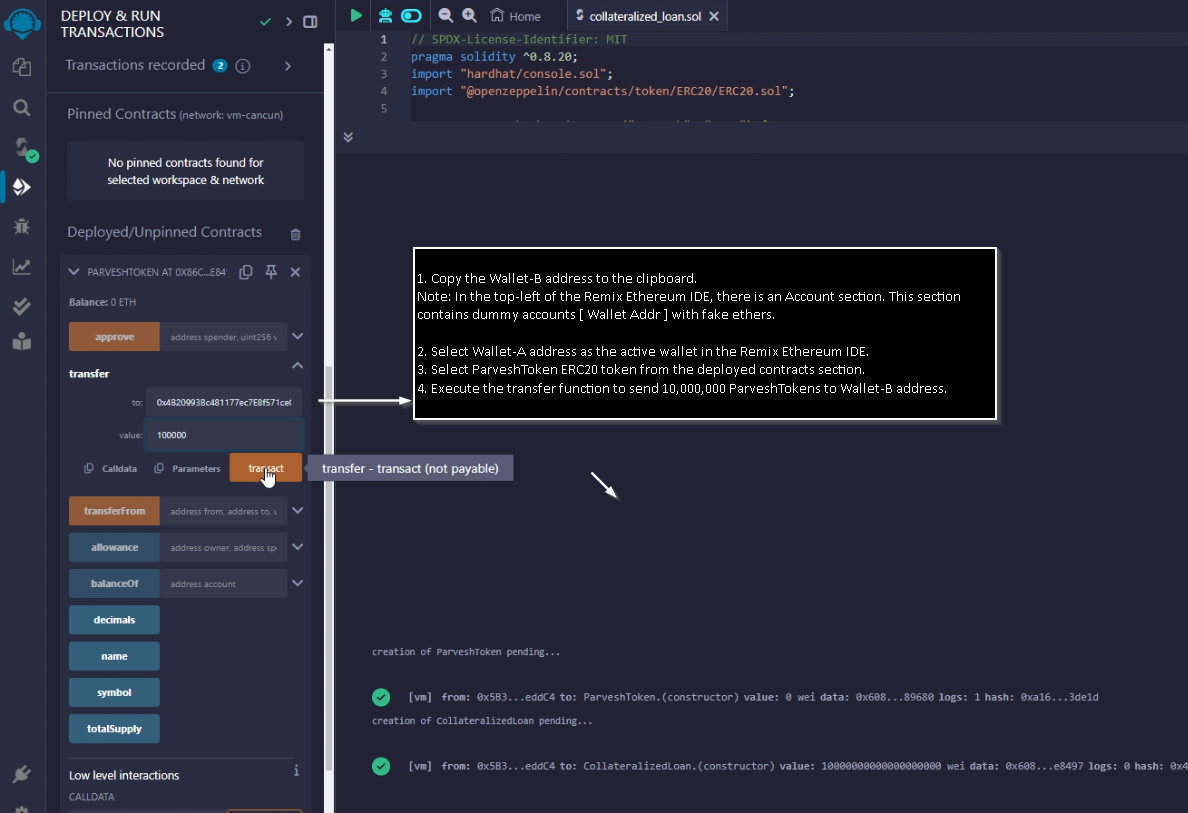 DEPLOY & RUN
TRANSACTIONS
Transactions recorded 2 i
Pinned Contracts (network: vm-cancun)
No pinned contracts found for
selected workspace & network
Deployed/Unpinned Contracts
PARVESHTOKEN AT 0X86C...E84
Balance: 0 ETH
approve address spender, uint256 v
transfer
to: 0x4B209938c481177ec7E8f571ce
value: 100000
Calldata Parameters transact
transfer - transact (not payable)
transferFrom address from, address to, u
allowance address owner, address sp
balanceOf address account
decimals
name
symbol
totalSupply
Low level interactions i
CALLDATA
Home collateralized_loan.sol
1 // SPDX-License-Identifier: MIT
2 pragma solidity ^0.8.20;
3 import "hardhat/console.sol";
4 import "@openzeppelin/contracts/token/ERC20/ERC20.sol";
5
1. Copy the Wallet-B address to the clipboard.
Note: In the top-left of the Remix Ethereum IDE, there is an Account section. This section
contains dummy accounts [ Wallet Addr ] with fake ethers.
2. Select Wallet-A address as the active wallet in the Remix Ethereum IDE.
3. Select ParveshToken ERC20 token from the deployed contracts section.
4. Execute the transfer function to send 10,000,000 ParveshTokens to Wallet-B address.
creation of ParveshToken pending...
[vm] from: 0x5B3...eddC4 to: ParveshToken.(constructor) value: 0 wei data: 0x608...89680 logs: 1 hash: 0xa16...3de1d
creation of CollateralizedLoan pending...
[vm] from: 0x5B3...eddC4 to: CollateralizedLoan.(constructor) value: 10000000000000000000 wei data: 0x608...e8497 logs: 0 hash: 0x4